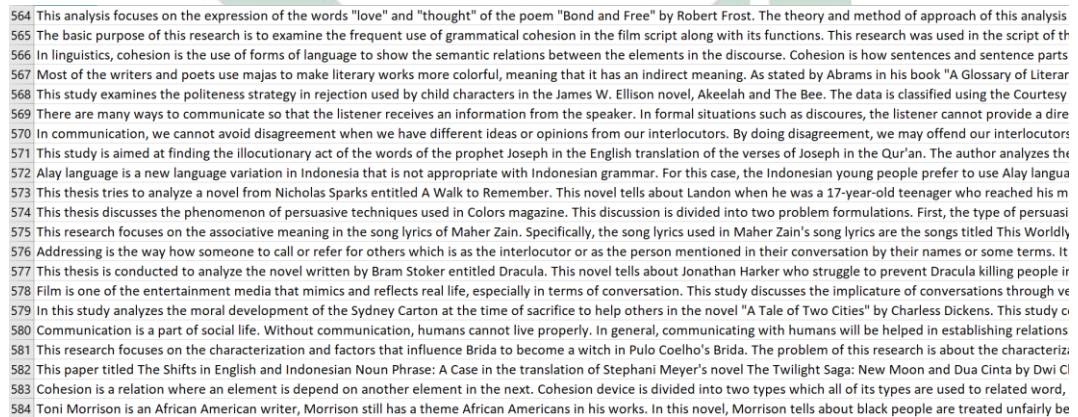 564 This analysis focuses on the expression of the words "love" and "thought" of the poem "Bond and Free" by Robert Frost. The theory and method of approach of this analysis
565 The basic purpose of this research is to examine the frequent use of grammatical cohesion in the film script along with its functions. This research was used in the script of th
566 In linguistics, cohesion is the use of forms of language to show the semantic relations between the elements in the discourse. Cohesion is how sentences and sentence parts
567 Most of the writers and poets use majas to make literary works more colorful, meaning that it has an indirect meaning. As stated by Abrams in his book "A Glossary of Literar
568 This study examines the politeness strategy in rejection used by child characters in the James W. Ellison novel, Akeelah and The Bee. The data is classified using the Courtesy
569 There are many ways to communicate so that the listener receives an information from the speaker. In formal situations such as discoures, the listener cannot provide a dire
570 In communication, we cannot avoid disagreement when we have different ideas or opinions from our interlocutors. By doing disagreement, we may offend our interlocutors
571 This study is aimed at finding the illocutionary act of the words of the prophet Joseph in the English translation of the verses of Joseph in the Qur'an. The author analyzes the
572 Alay language is a new language variation in Indonesia that is not appropriate with Indonesian grammar. For this case, the Indonesian young people prefer to use Alay langua
573 This thesis tries to analyze a novel from Nicholas Sparks entitled A Walk to Remember. This novel tells about Landon when he was a 17-year-old teenager who reached his m
574 This thesis discusses the phenomenon of persuasive techniques used in Colors magazine. This discussion is divided into two problem formulations. First, the type of persuasi
575 This research focuses on the associative meaning in the song lyrics of Maher Zain. Specifically, the song lyrics used in Maher Zain's song lyrics are the songs titled This Worldly
576 Addressing is the way how someone to call or refer for others which is as the interlocutor or as the person mentioned in their conversation by their names or some terms. It
577 This thesis is conducted to analyze the novel written by Bram Stoker entitled Dracula. This novel tells about Jonathan Harker who struggle to prevent Dracula killing people in
578 Film is one of the entertainment media that mimics and reflects real life, especially in terms of conversation. This study discusses the implicature of conversations through ve
579 In this study analyzes the moral development of the Sydney Carton at the time of sacrifice to help others in the novel "A Tale of Two Cities" by Charless Dickens. This study co
580 Communication is a part of social life. Without communication, humans cannot live properly. In general, communicating with humans will be helped in establishing relations
581 This research focuses on the characterization and factors that influence Brida to become a witch in Pulo Coelho's Brida. The problem of this research is about the characteriza
582 This paper titled The Shifts in English and Indonesian Noun Phrase: A Case in the translation of Stephani Meyer's novel The Twilight Saga: New Moon and Dua Cinta by Dwi Cl
583 Cohesion is a relation where an element is depend on another element in the next. Cohesion device is divided into two types which all of its types are used to related word,
584 Toni Morrison is an African American writer, Morrison still has a theme African Americans in his works. In this novel, Morrison tells about black people are treated unfairly be